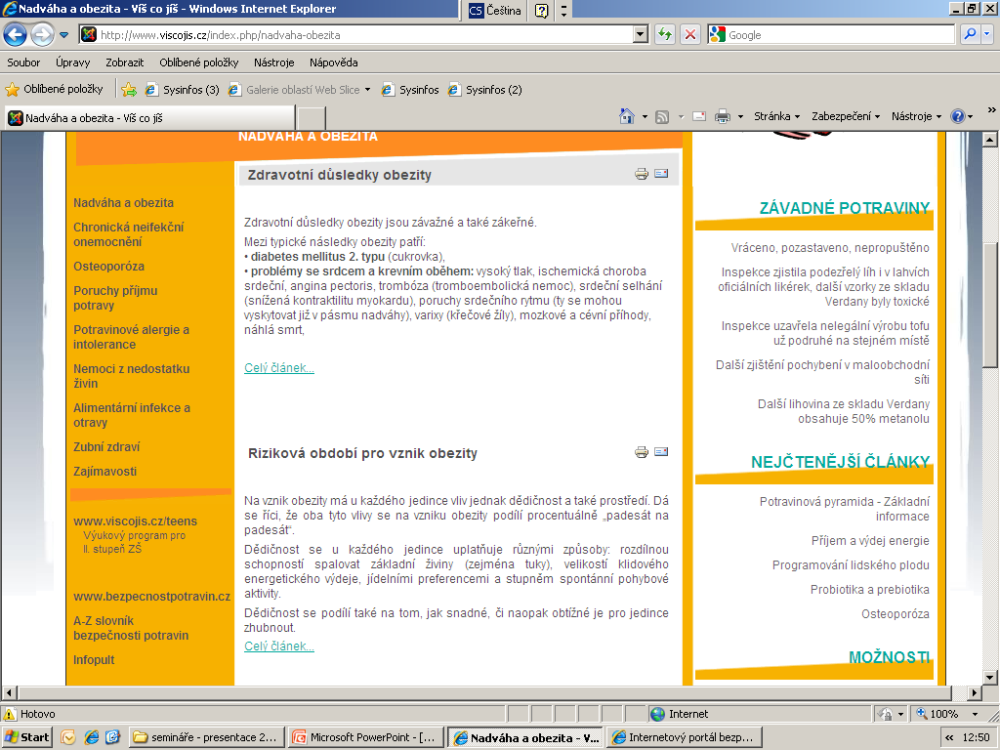 Nadváha a obezita - Víš co jíš - Windows Internet Explorer
CS Čeština
http://www.viscojis.cz/index.php/nadvaha-obezita
Google
Soubor Úpravy Zobrazit Oblíbené položky Nástroje Nápověda
Oblíbené položky Sysinfos (3) Galerie oblastí Web Slice Sysinfos Sysinfos (2)
Nadváha a obezita - Víš co jíš
Stránka Zabezpečení Nástroje
NADVÁHA A OBEZITA
Nadváha a obezita
Chronická neifekční
onemocnění
Osteoporóza
Poruchy příjmu
potravy
Potravinové alergie a
intolerance
Nemoci z nedostatku
živin
Alimentární infekce a
otravy
Zubní zdraví
Zajímavosti
www.viscojis.cz/teens
Výukový program pro
II. stupeň ZŠ
www.bezpecnostpotravin.cz
A-Z slovník
bezpečnosti potravin
Infopult
Zdravotní důsledky obezity
Zdravotní důsledky obezity jsou závažné a také zákeřné.
Mezi typické následky obezity patří:
• diabetes mellitus 2. typu (cukrovka),
• problémy se srdcem a krevním oběhem: vysoký tlak, ischemická choroba
srdeční, angina pectoris, trombóza (tromboembolická nemoc), srdeční selhání
(snížená kontraktilitu myokardu), poruchy srdečního rytmu (ty se mohou
vyskytovat již v pásmu nadváhy), varixy (křečové žíly), mozkové a cévní příhody,
náhlá smrt,
Celý článek...
Riziková období pro vznik obezity
Na vznik obezity má u každého jedince vliv jednak dědičnost a také prostředí. Dá
se říci, že oba tyto vlivy se na vzniku obezity podílí procentuálně „padesát na
padesát“.
Dědičnost se u každého jedince uplatňuje různými způsoby: rozdílnou
schopností spalovat základní živiny (zejména tuky), velikostí klidového
energetického výdeje, jídelními preferencemi a stupněm spontánní pohybové
aktivity.
Dědičnost se podílí také na tom, jak snadné, či naopak obtížné je pro jedince
zhubnout.
Celý článek...
ZÁVADNÉ POTRAVINY
Vráceno, pozastaveno, nepropuštěno
Inspekce zjistila podezřelý líh i v lahvích
oficiálních likérek, další vzorky ze skladu
Verdany byly toxické
Inspekce uzavřela nelegální výrobu tofu
už podruhé na stejném místě
Další zjištění pochybení v maloobchodní
síti
Další lihovina ze skladu Verdany
obsahuje 50% metanolu
NEJČTENĚJŠÍ ČLÁNKY
Potravinová pyramida - Základní
informace
Příjem a výdej energie
Programování lidského plodu
Probiotika a prebiotika
Osteoporóza
MOŽNOSTI
Hotovo Internet 100%
Start semináře - presentace 2... Microsoft PowerPoint - [... Nadváha a obezita - V... Internetový portál bezp... 12:50